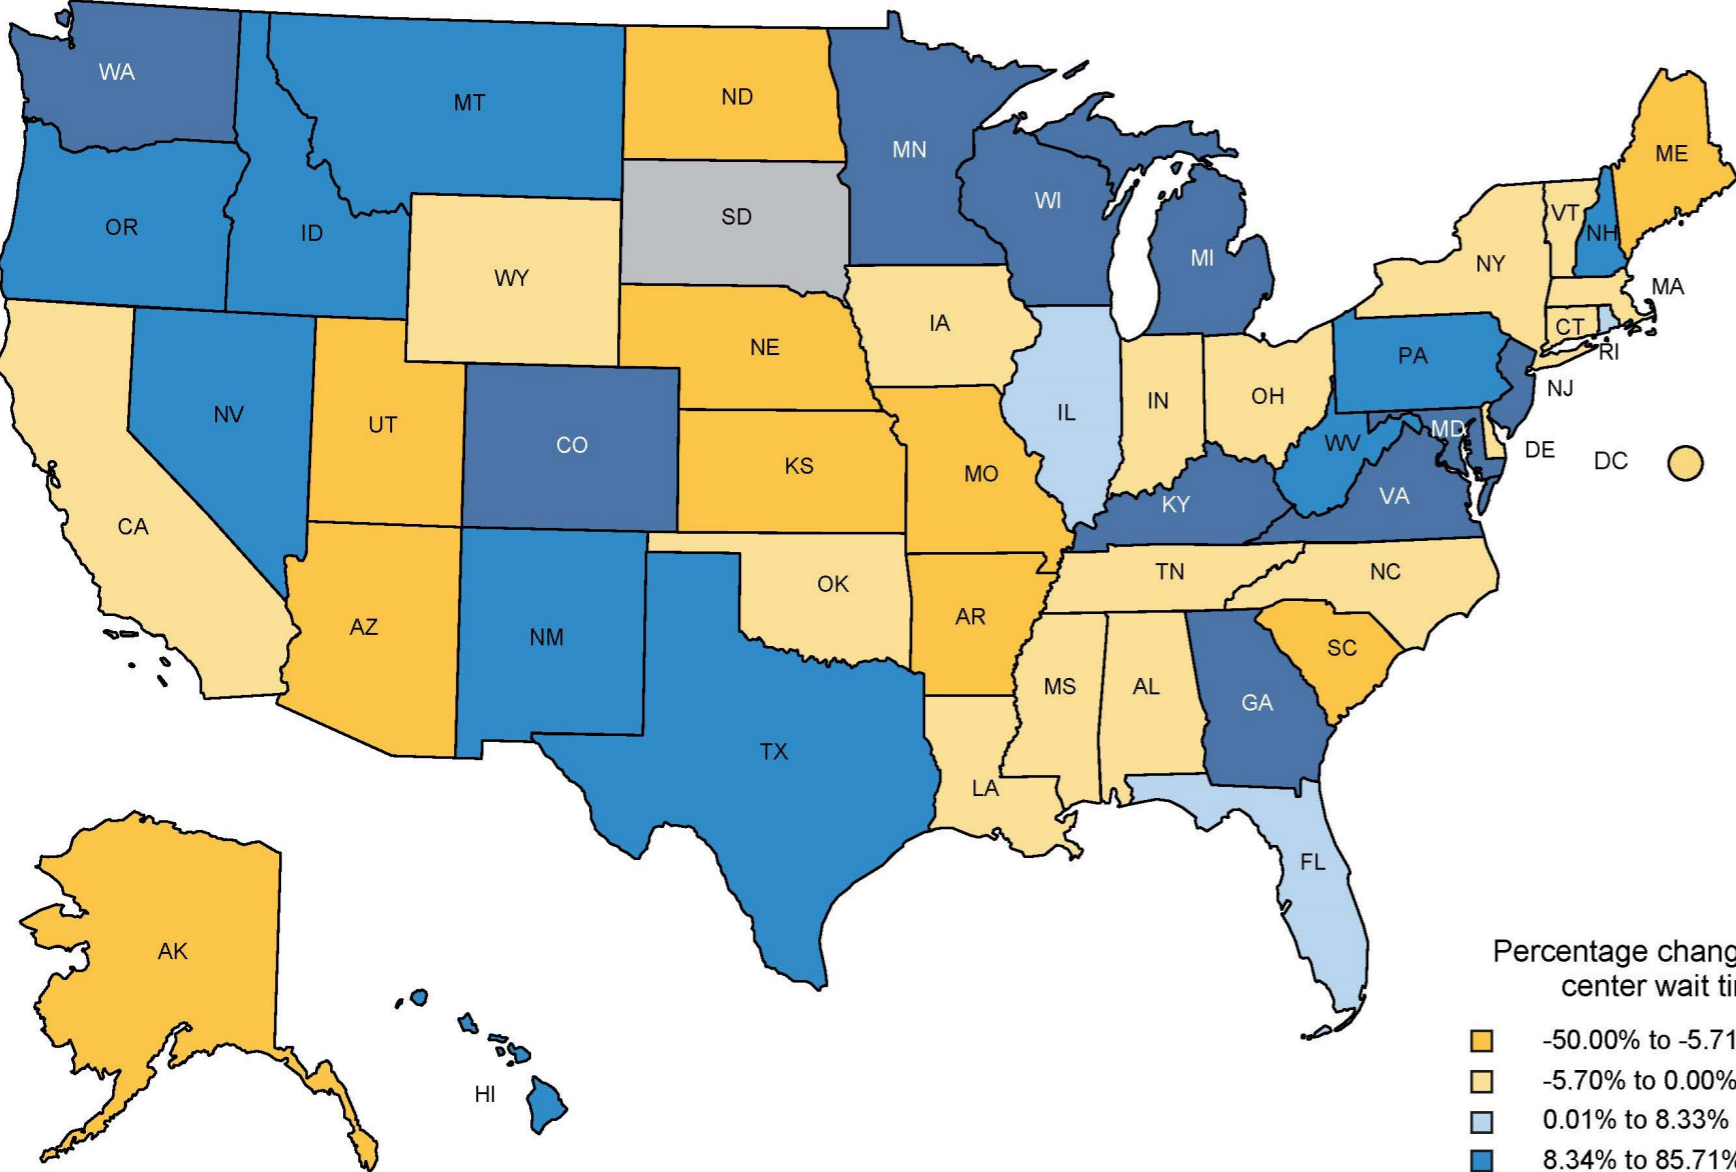 WA
MT
ND
MN
ME
OR
ID
SD
WI
VT
NH
WY
MI
NY
MA
IA
CT
RI
NE
PA
NJ
NV
UT
CO
KS
MO
IL
IN
OH
WV
MD
DE
DC
CA
KY
VA
OK
TN
NC
AZ
NM
AR
SC
MS
AL
GA
TX
LA
FL
AK
HI
Percentage chang
center wait
-50.00% to -5.71
-5.70% to 0.00%
0.01% to 8.33%
8.34% to 85.71%